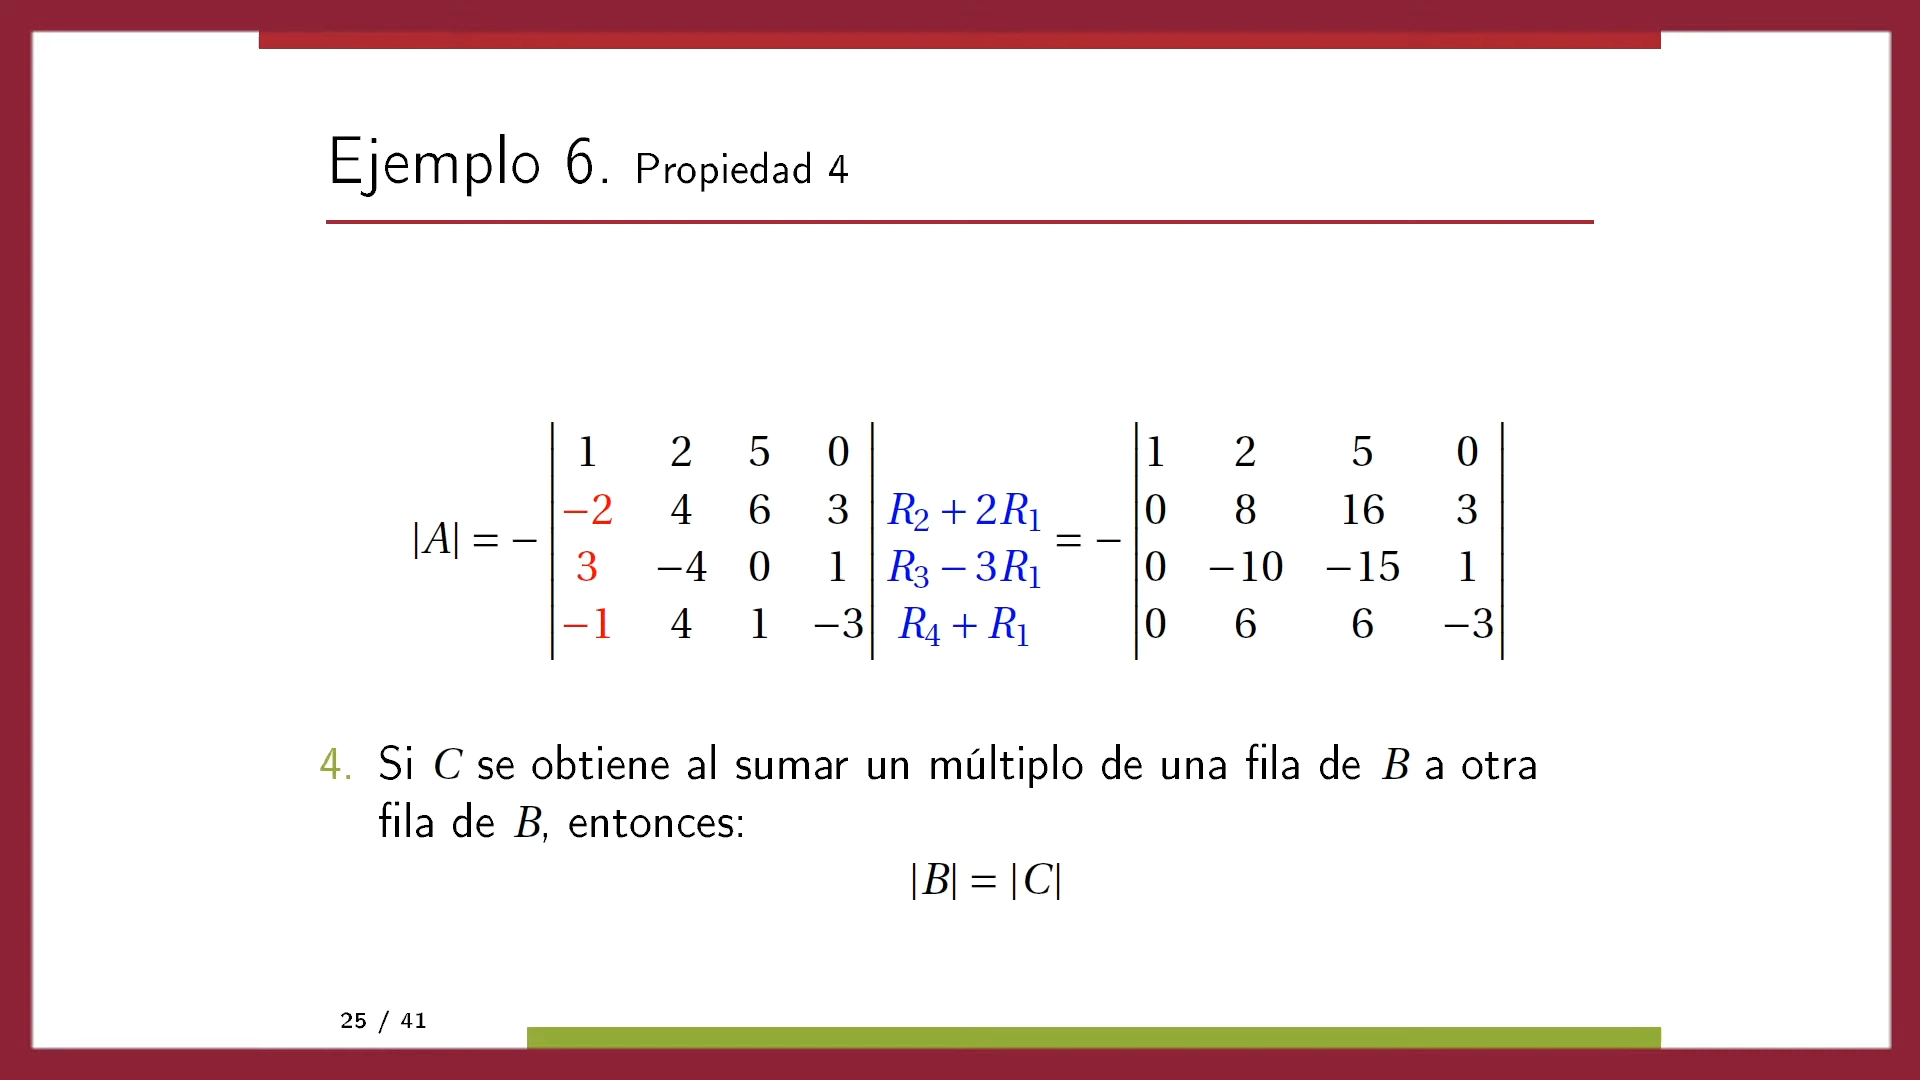 Ejemplo 6. Propiedad 4
|A| = − | 1 2 5 0 | = − | 1 2 5 0 |
| −2 4 6 3 | R₂ + 2R₁ | 0 8 16 3 |
| 3 −4 0 1 | R₃ − 3R₁ | 0 −10 −15 1 |
| −1 4 1 −3 | R₄ + R₁ | 0 6 6 −3 |
4. Si C se obtiene al sumar un múltiplo de una fila de B a otra
fila de B, entonces:
|B| = |C|
25 / 41